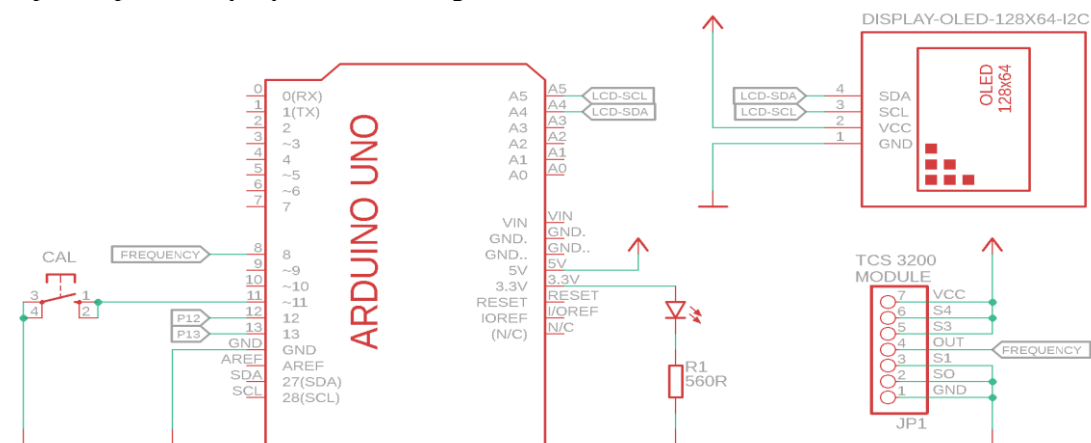 DISPLAY-OLED-128X64-I2C
OLED
128x64
LCD-SDA 4 SDA
LCD-SCL 3 SCL
2 VCC
1 GND
ARDUINO UNO
0 0(RX)
1 1(TX)
2 2
3 ~3
4 4
5 ~5
6 ~6
7 7
FREQUENCY 8 8
9 ~9
10 ~10
11 ~11
P12 12 12
P13 13 13
GND GND
AREF AREF
SDA 27(SDA)
SCL 28(SCL)
A5 A5 LCD-SCL
A4 A4 LCD-SDA
A3 A3
A2 A2
A1 A1
A0 A0
VIN VIN
GND. GND.
GND.. GND..
5V 5V
3.3V 3.3V
RESET RESET
IOREF I/OREF
(N/C) N/C
CAL
3 1
4 2
R1
560R
TCS 3200
MODULE
7 VCC
6 S4
5 S3
4 OUT FREQUENCY
3 S1
2 SO
1 GND
JP1